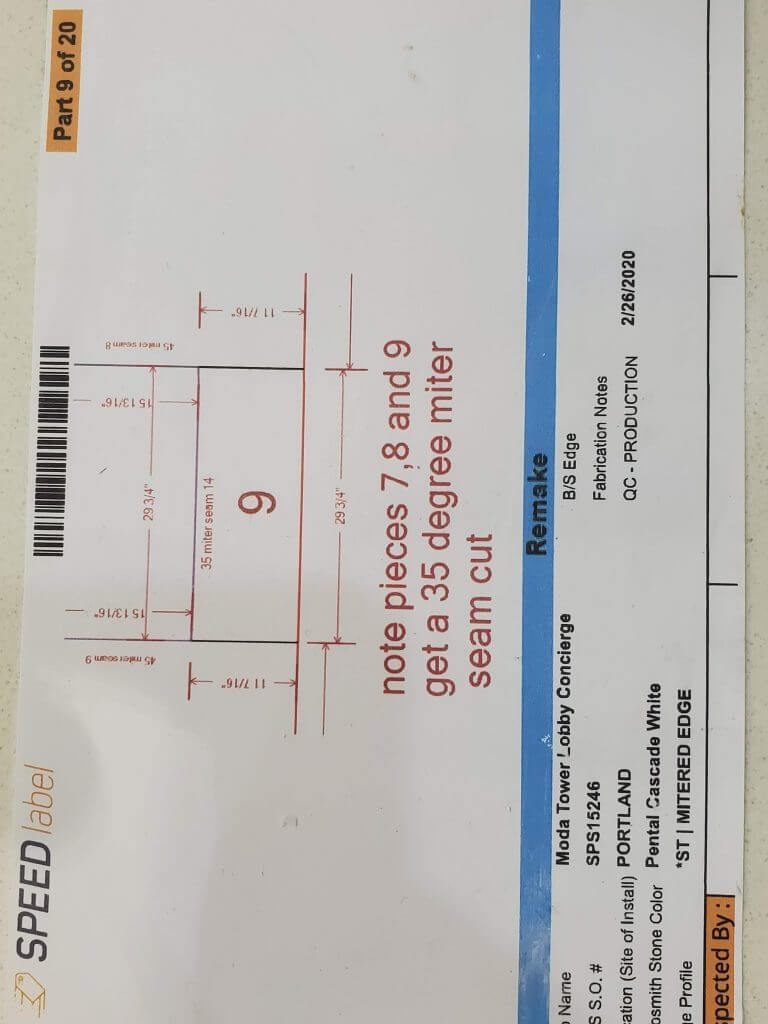 SPEED label
Part 9 of 20
45 miter seam 9
45 miter seam 8
15 13/16"
29 3/4"
15 13/16"
35 miter seam 14
11 7/16"
9
11 7/16"
29 3/4"
note pieces 7,8 and 9
get a 35 degree miter
seam cut
Remake
Name Moda Tower Lobby Concierge B/S Edge
S S.O. # SPS15246 Fabrication Notes
ation (Site of Install) PORTLAND QC - PRODUCTION 2/26/2020
osmith Stone Color Pental Cascade White
e Profile *ST | MITERED EDGE
pected By :